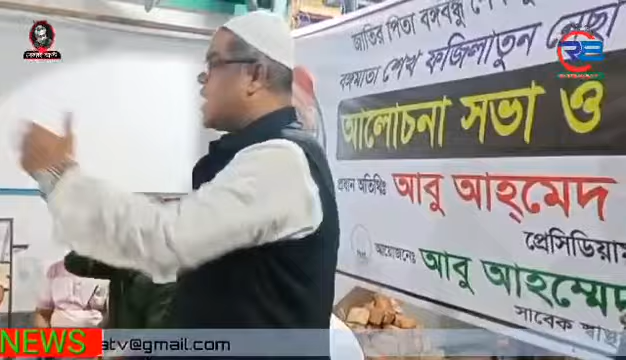 জাতির পিতা বঙ্গবন্ধু
বঙ্গমাতা শেখ ফজিলাতুন
আলোচনা সভা ও
প্রধান অতিথিঃ আবু আহ্‌মেদ
প্রেসিডিয়া
আয়োজনেঃ আবু আহম্মেদ
সাবেক
NEWS
atv@gmail.com